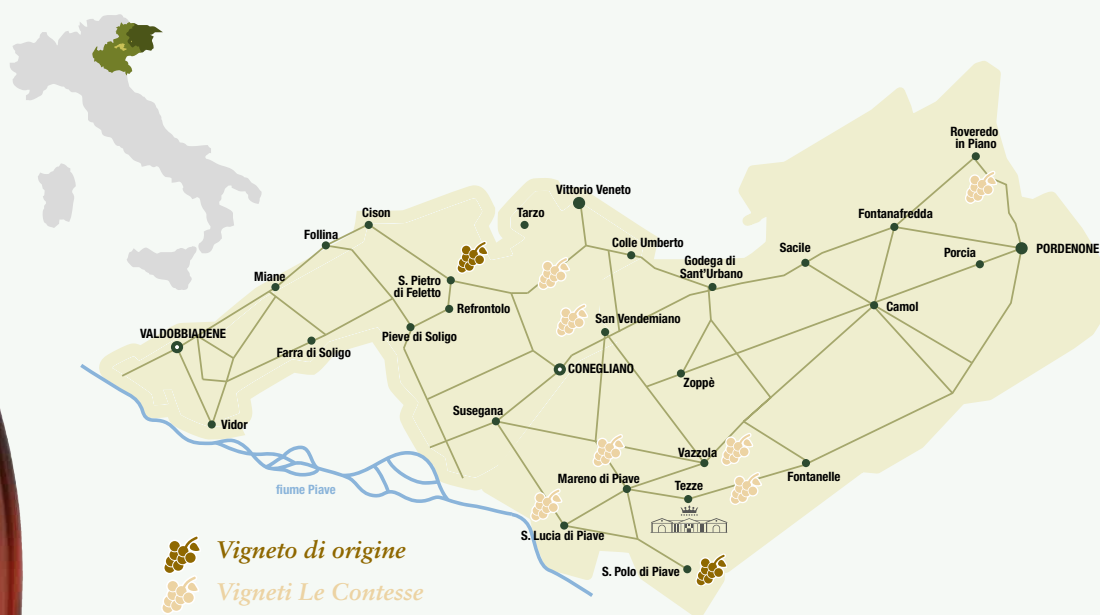 Roveredo
in Piano
Vittorio Veneto
Cison
Tarzo
Fontanafredda
Follina
Colle Umberto
Sacile
Porcia
PORDENONE
Godega di
Sant'Urbano
Miane
S. Pietro
di Feletto
Refrontolo
Camol
San Vendemiano
VALDOBBIADENE
Pieve di Soligo
Farra di Soligo
CONEGLIANO
Zoppè
Susegana
Vidor
Vazzola
Mareno di Piave
Tezze
Fontanelle
fiume Piave
S. Lucia di Piave
S. Polo di Piave
Vigneto di origine
Vigneti Le Contesse